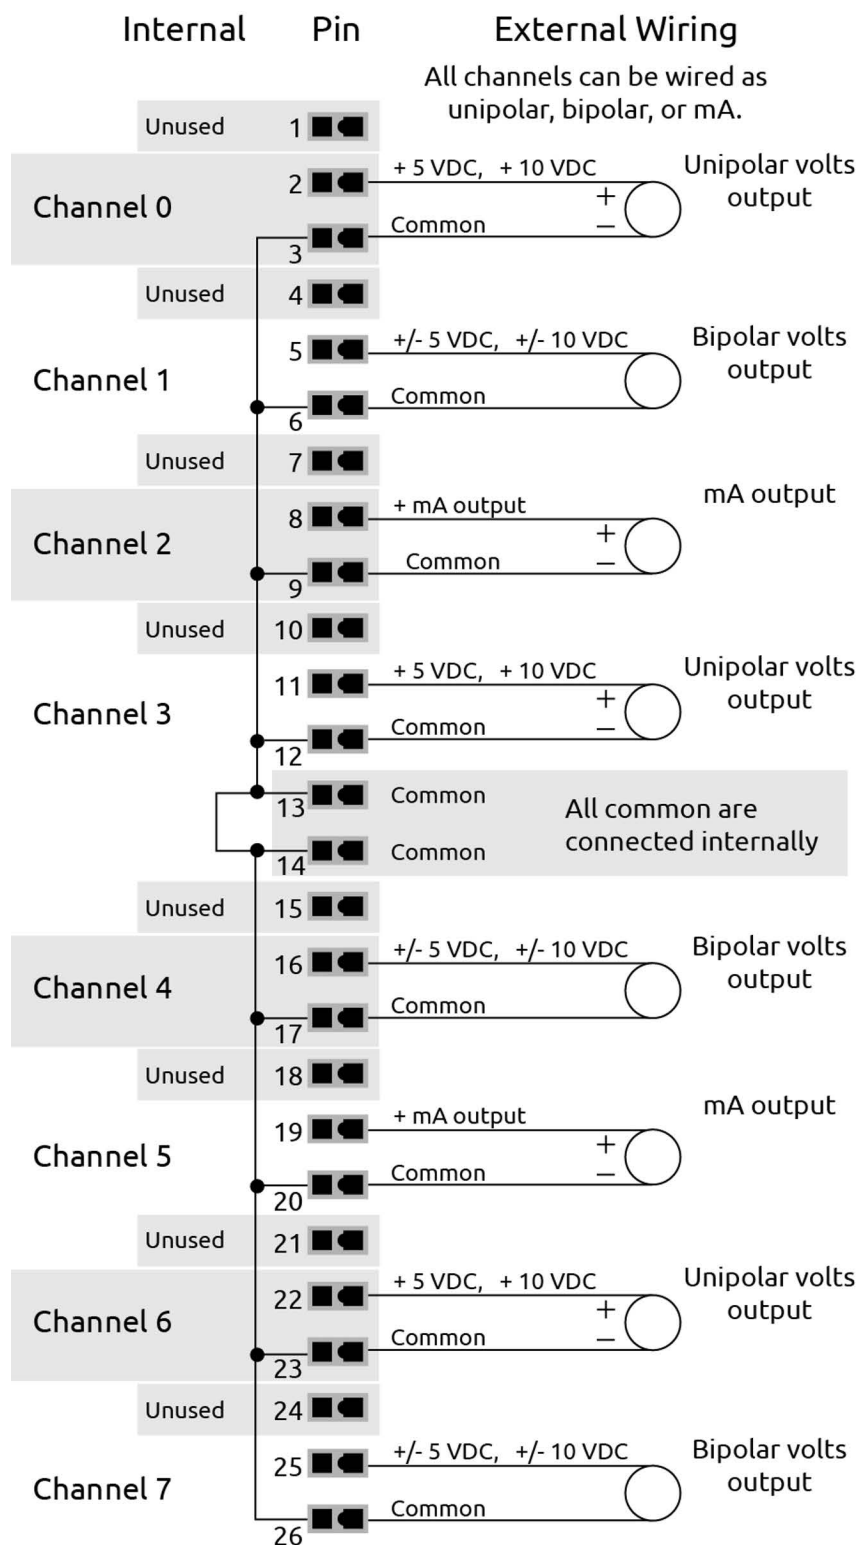 Internal Pin External Wiring
All channels can be wired as
unipolar, bipolar, or mA.
Unused 1
Channel 0
2 + 5 VDC, + 10 VDC
+
−
Unipolar volts
output
3 Common
Unused 4
Channel 1
5 +/- 5 VDC, +/- 10 VDC
Bipolar volts
output
6 Common
Unused 7
Channel 2
8 + mA output
+
−
mA output
9 Common
Unused 10
Channel 3
11 + 5 VDC, + 10 VDC
+
−
Unipolar volts
output
12 Common
13 Common
14 Common
All common are
connected internally
Unused 15
Channel 4
16 +/- 5 VDC, +/- 10 VDC
Bipolar volts
output
17 Common
Unused 18
Channel 5
19 + mA output
+
−
mA output
20 Common
Unused 21
Channel 6
22 + 5 VDC, + 10 VDC
+
−
Unipolar volts
output
23 Common
Unused 24
Channel 7
25 +/- 5 VDC, +/- 10 VDC
Bipolar volts
output
26 Common